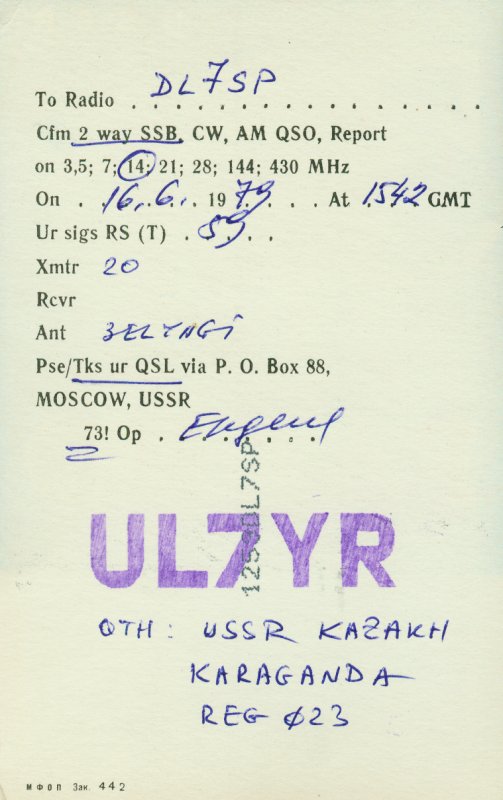 To Radio DL7SP
Cfm 2 way SSB, CW, AM QSO, Report
on 3,5; 7; 14; 21; 28; 144; 430 MHz
On 16.6. 1979 At 1542 GMT
Ur sigs RS (T) 59
Xmtr 20
Rcvr
Ant 3EL YAGI
Pse/Tks ur QSL via P. O. Box 88,
MOSCOW, USSR
73! Op
UL7YR
QTH: USSR KAZAKH
KARAGANDA
REG Ø23
МФОП Зак. 442